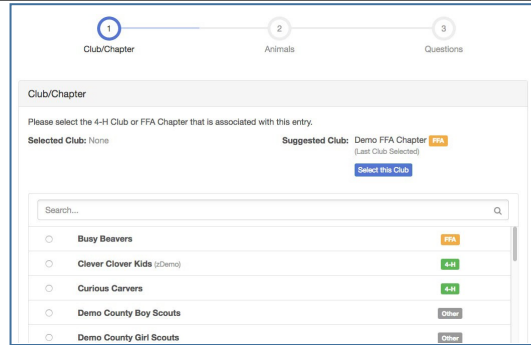 1 2 3
Club/Chapter Animals Questions
Club/Chapter
Please select the 4-H Club or FFA Chapter that is associated with this entry.
Selected Club: None Suggested Club: Demo FFA Chapter FFA
(Last Club Selected)
Select this Club
Search...
Busy Beavers FFA
Clever Clover Kids (zDemo) 4-H
Curious Carvers 4-H
Demo County Boy Scouts Other
Demo County Girl Scouts Other